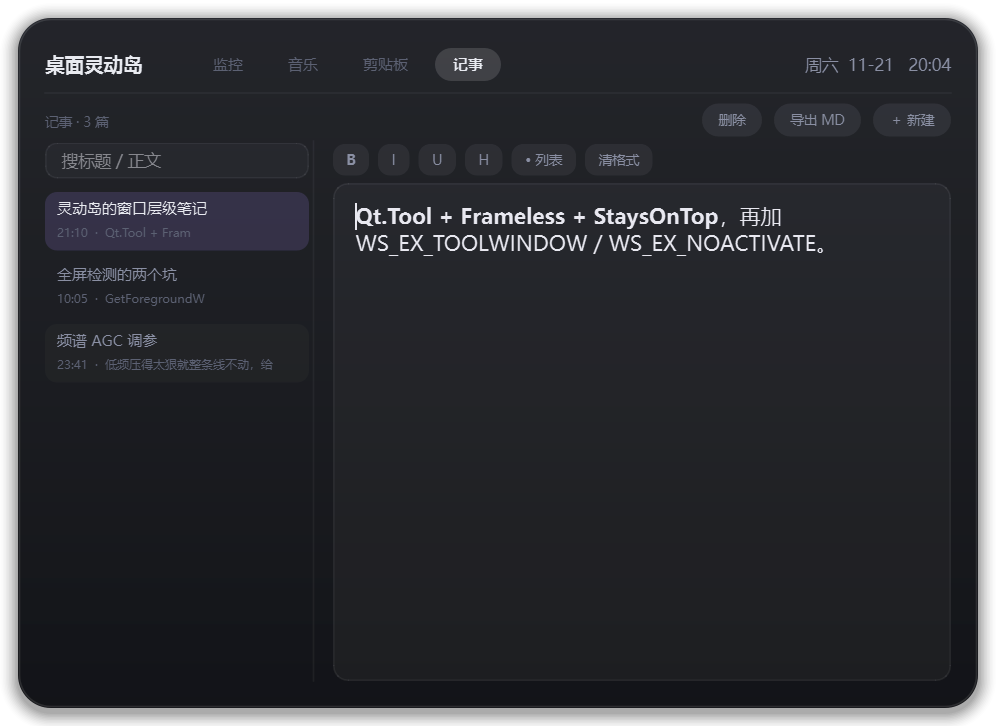 桌面灵动岛 监控 音乐 剪贴板 记事 周六 11-21 20:04
记事 · 3 篇 删除 导出 MD + 新建
搜标题 / 正文 B I U H • 列表 清格式
灵动岛的窗口层级笔记
21:10 · Qt.Tool + Fram
全屏检测的两个坑
10:05 · GetForegroundW
频谱 AGC 调参
23:41 · 低频压得太狠就整条线不动，给
Qt.Tool + Frameless + StaysOnTop，再加
WS_EX_TOOLWINDOW / WS_EX_NOACTIVATE。